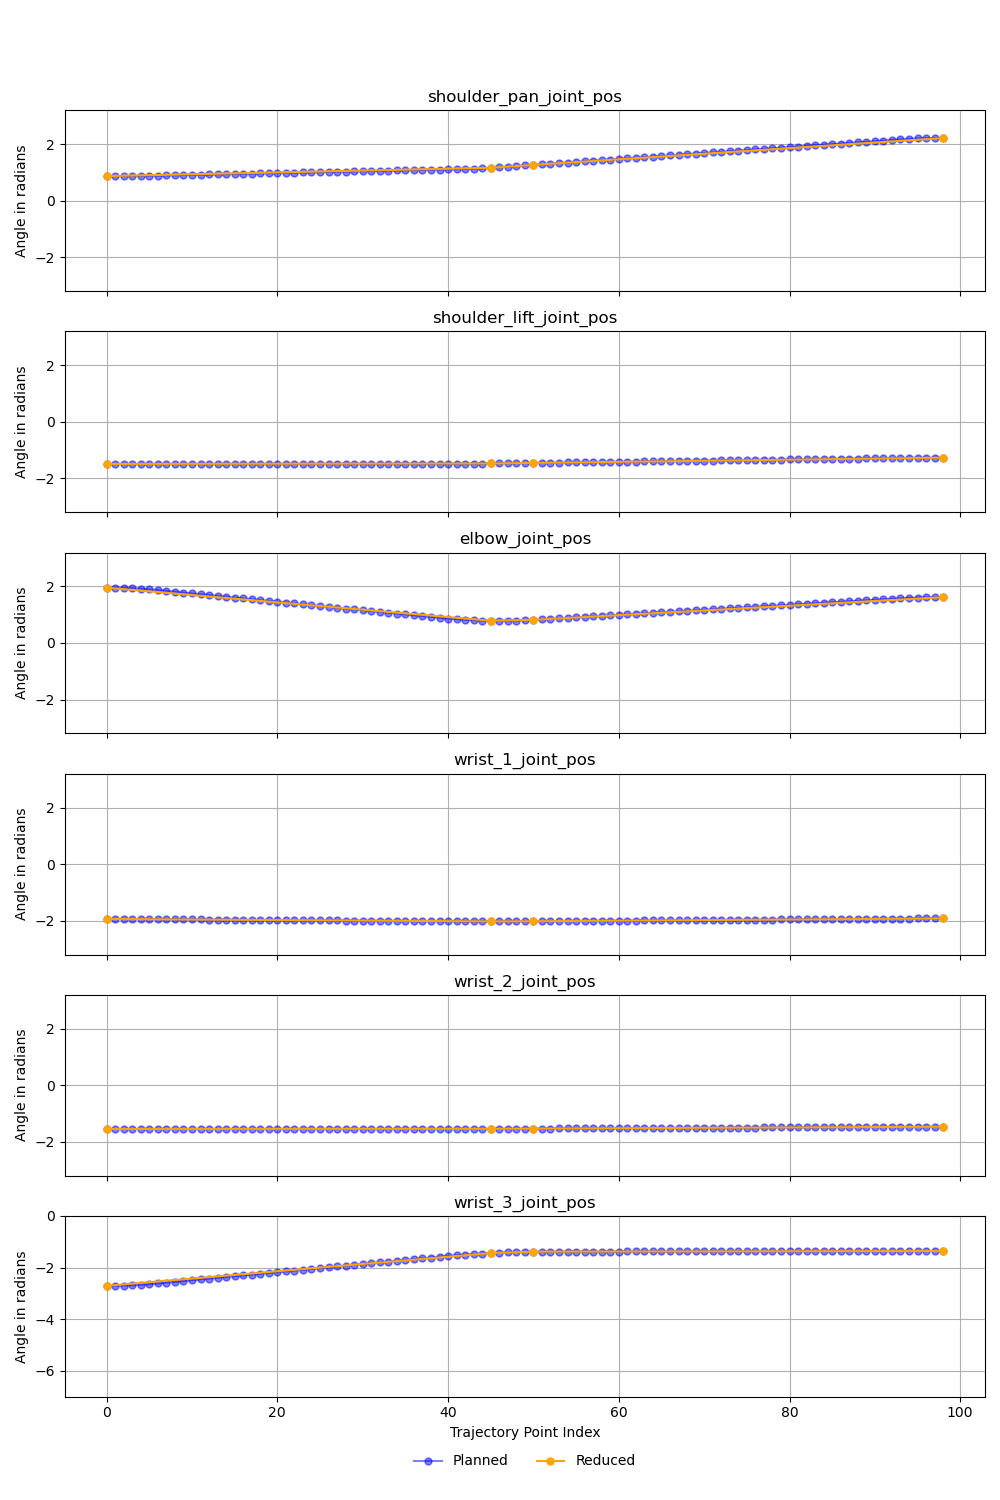 shoulder_pan_joint_pos
Angle in radians
2
0
−2
shoulder_lift_joint_pos
Angle in radians
2
0
−2
elbow_joint_pos
Angle in radians
2
0
−2
wrist_1_joint_pos
Angle in radians
2
0
−2
wrist_2_joint_pos
Angle in radians
2
0
−2
wrist_3_joint_pos
Angle in radians
0
−2
−4
−6
0 20 40 60 80 100
Trajectory Point Index
Planned Reduced